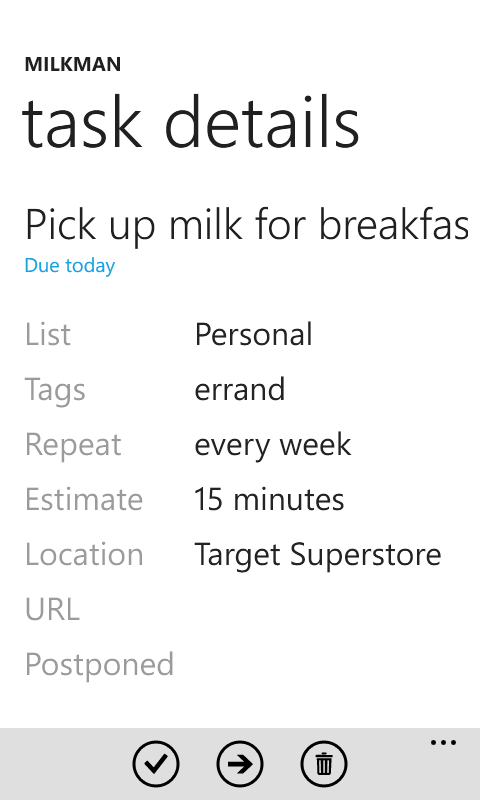 MILKMAN
task details
Pick up milk for breakfas
Due today
List Personal
Tags errand
Repeat every week
Estimate 15 minutes
Location Target Superstore
URL
Postponed